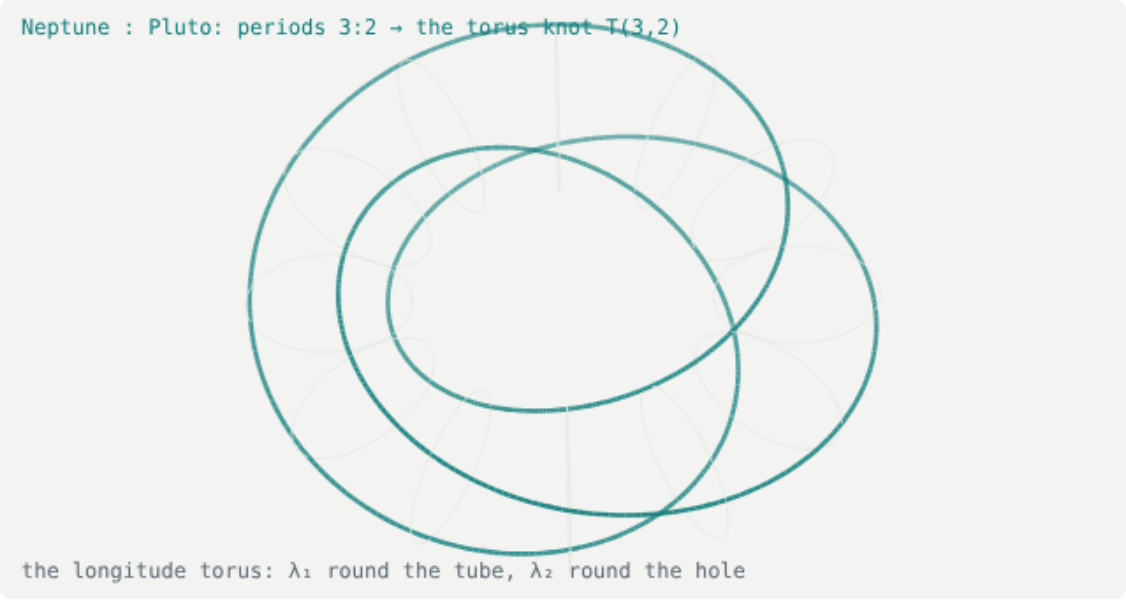 Neptune : Pluto: periods 3:2 → the torus knot T(3,2)
the longitude torus: λ₁ round the tube, λ₂ round the hole